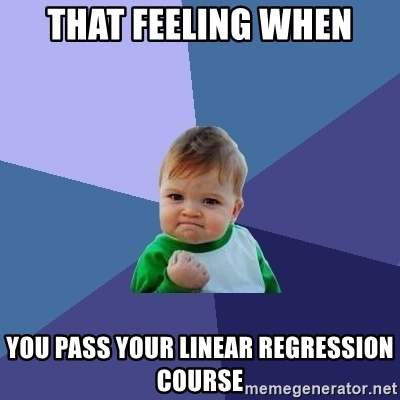 THAT FEELING WHEN
YOU PASS YOUR LINEAR REGRESSION
COURSE
memegenerator.net